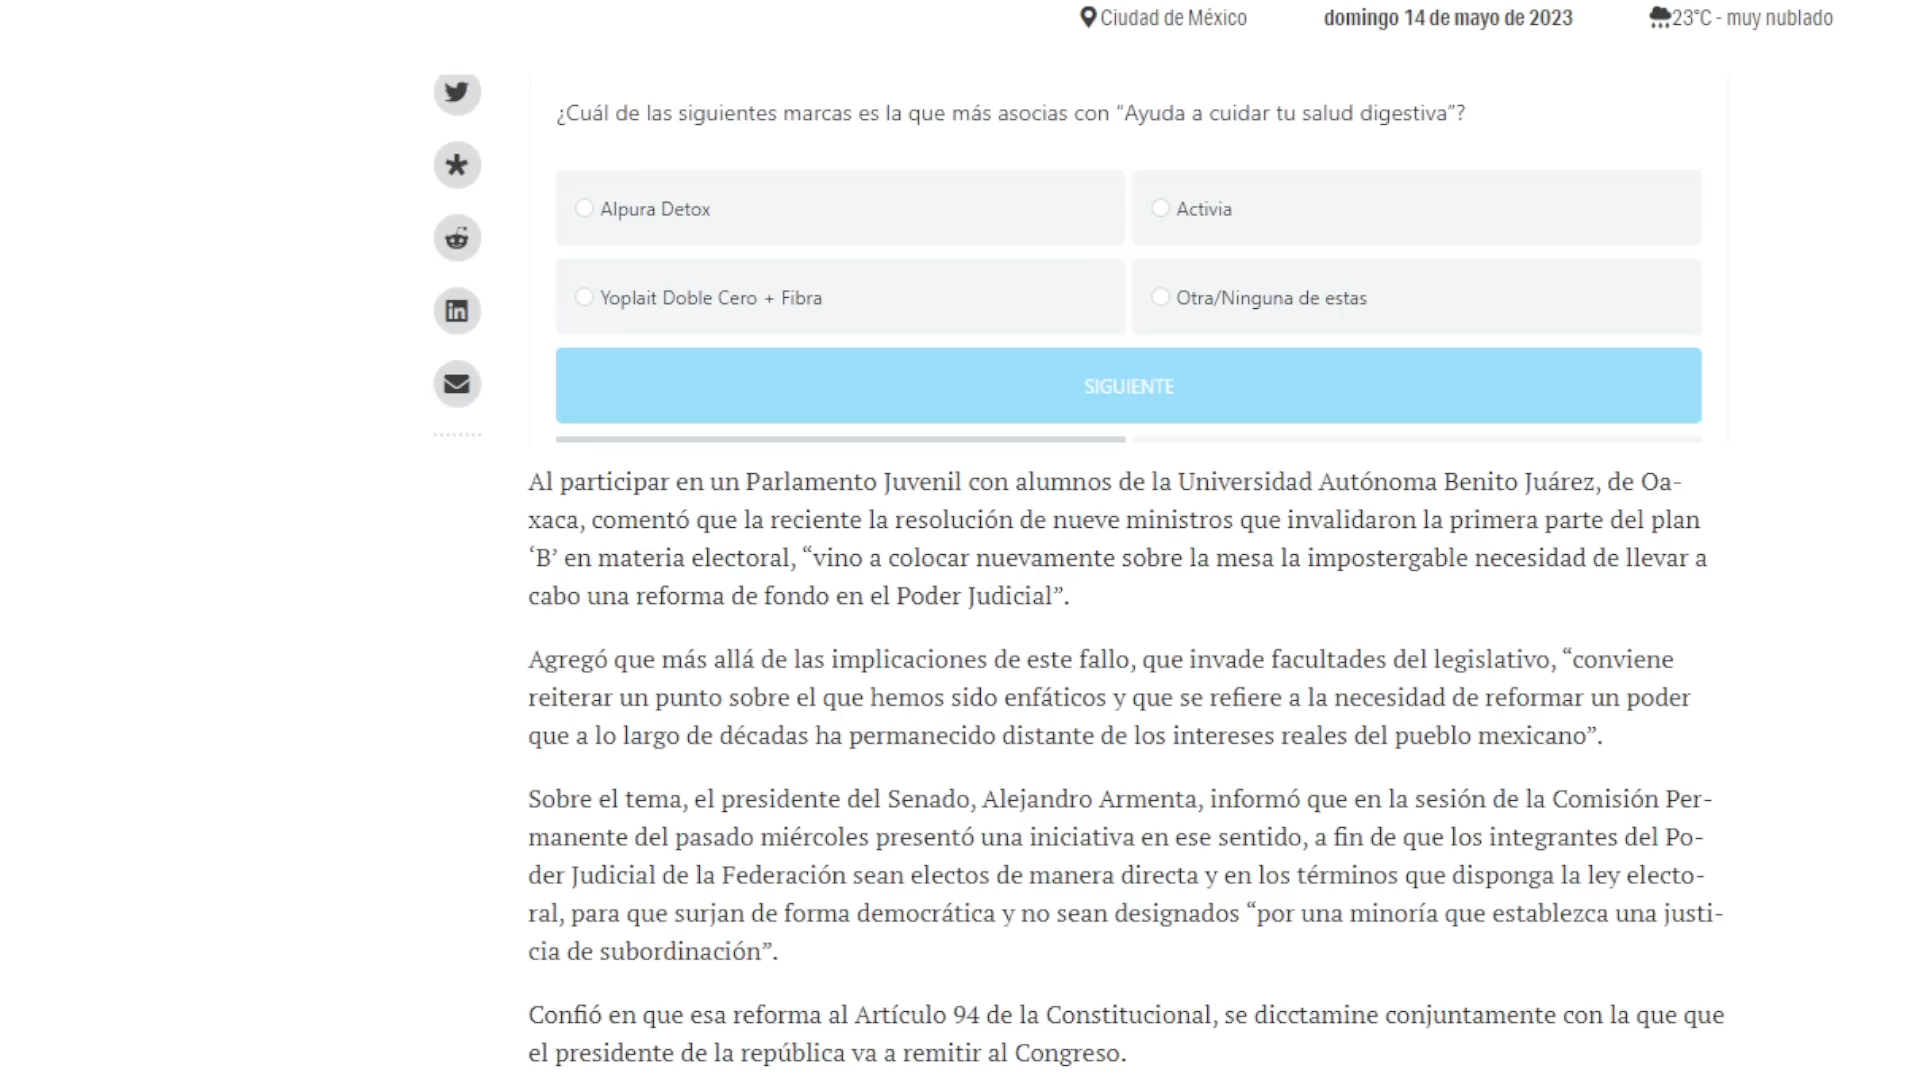 Ciudad de México domingo 14 de mayo de 2023 23°C - muy nublado
¿Cuál de las siguientes marcas es la que más asocias con “Ayuda a cuidar tu salud digestiva”?
Alpura Detox Activia
Yoplait Doble Cero + Fibra Otra/Ninguna de estas
SIGUIENTE
Al participar en un Parlamento Juvenil con alumnos de la Universidad Autónoma Benito Juárez, de Oa-
xaca, comentó que la reciente la resolución de nueve ministros que invalidaron la primera parte del plan
‘B’ en materia electoral, “vino a colocar nuevamente sobre la mesa la impostergable necesidad de llevar a
cabo una reforma de fondo en el Poder Judicial”.
Agregó que más allá de las implicaciones de este fallo, que invade facultades del legislativo, “conviene
reiterar un punto sobre el que hemos sido enfáticos y que se refiere a la necesidad de reformar un poder
que a lo largo de décadas ha permanecido distante de los intereses reales del pueblo mexicano”.
Sobre el tema, el presidente del Senado, Alejandro Armenta, informó que en la sesión de la Comisión Per-
manente del pasado miércoles presentó una iniciativa en ese sentido, a fin de que los integrantes del Po-
der Judicial de la Federación sean electos de manera directa y en los términos que disponga la ley electo-
ral, para que surjan de forma democrática y no sean designados “por una minoría que establezca una justi-
cia de subordinación”.
Confió en que esa reforma al Artículo 94 de la Constitucional, se dicctamine conjuntamente con la que que
el presidente de la república va a remitir al Congreso.